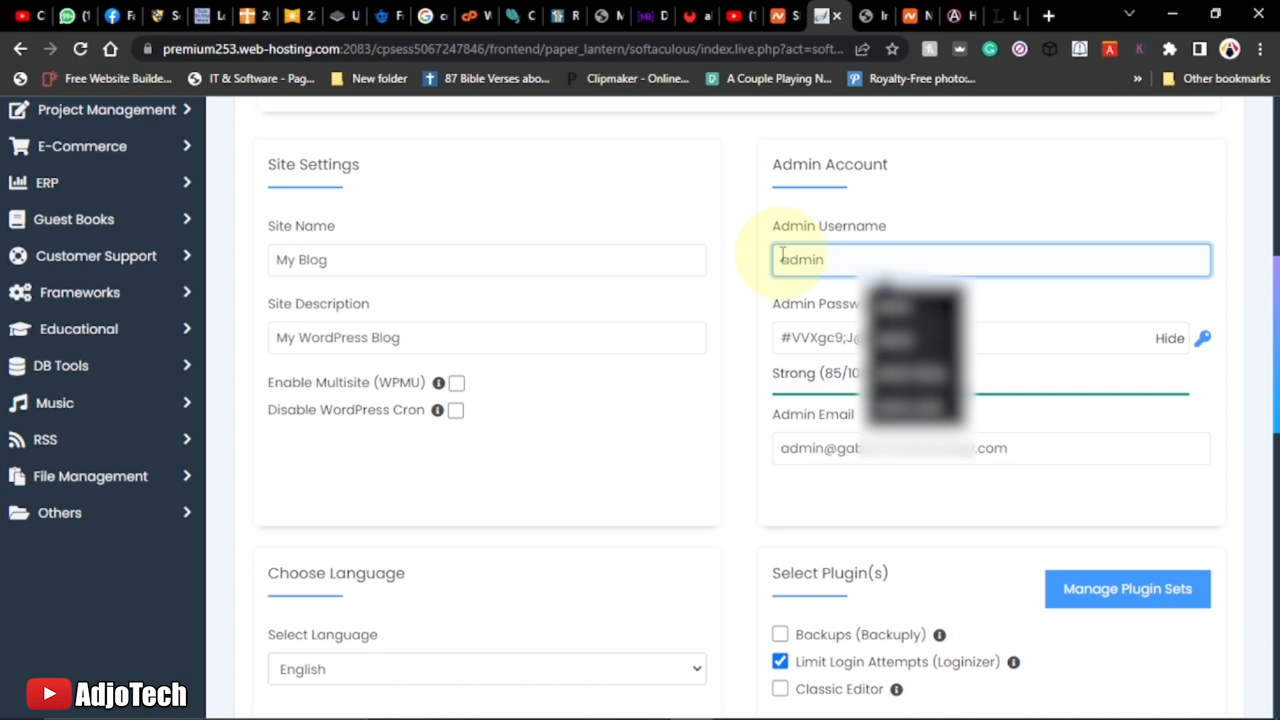 premium253.web-hosting.com:2083/cpsess5067247846/frontend/paper_lantern/softaculous/index.live.php?act=soft...
Free Website Builde...
IT & Software - Pag...
New folder
87 Bible Verses abo...
Clipmaker - Online...
A Couple Playing N...
Royalty-Free photo:...
»
Other bookmarks
Project Management
E-Commerce
ERP
Guest Books
Customer Support
Frameworks
Educational
DB Tools
Music
RSS
File Management
Others
Site Settings
Site Name
My Blog
Site Description
My WordPress Blog
Enable Multisite (WPMU)
Disable WordPress Cron
Admin Account
Admin Username
admin
Admin
#VVXgc9;J
Hide
Strong (85/10
Admin Email
.com
Choose Language
Select Language
English
Select Plugin(s)
Manage Plugin Sets
Backups (Backuply)
Limit Login Attempts (Loginizer)
Classic Editor
AdjoTech